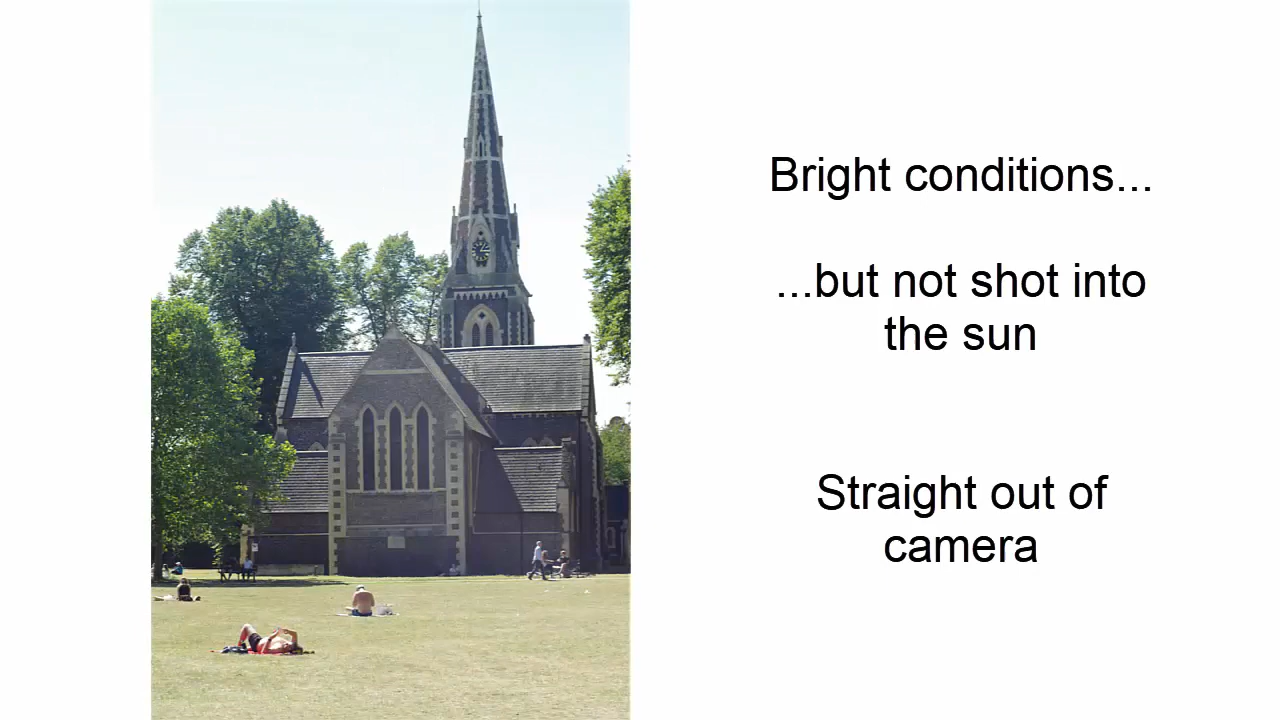 Bright conditions...
...but not shot into
the sun
Straight out of
camera